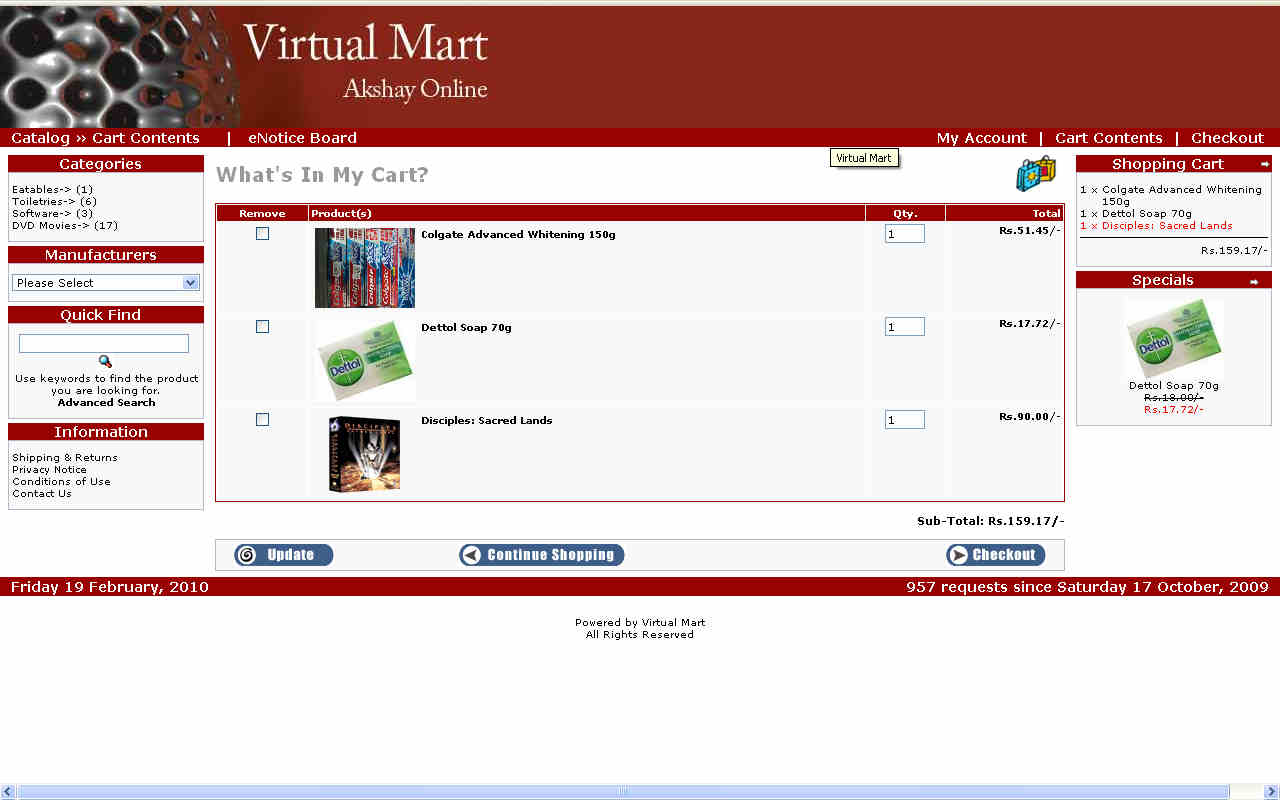 Virtual Mart
Akshay Online
Catalog » Cart Contents | eNotice Board
My Account | Cart Contents | Checkout
Virtual Mart
Categories
Eatables-> (1)
Toiletries-> (6)
Software-> (3)
DVD Movies-> (17)
Manufacturers
Please Select
Quick Find
Use keywords to find the product
you are looking for.
Advanced Search
Information
Shipping & Returns
Privacy Notice
Conditions of Use
Contact Us
What's In My Cart?
Remove Product(s) Qty. Total
Colgate Advanced Whitening 150g 1 Rs.51.45/-
Colgate Colgate Colgate
Dettol Soap 70g 1 Rs.17.72/-
Dettol
Disciples: Sacred Lands 1 Rs.90.00/-
DISCIPLES
Sub-Total: Rs.159.17/-
Update Continue Shopping Checkout
Shopping Cart
1 x Colgate Advanced Whitening
150g
1 x Dettol Soap 70g
1 x Disciples: Sacred Lands
Rs.159.17/-
Specials
Dettol
Dettol Soap 70g
Rs.18.00/-
Rs.17.72/-
Friday 19 February, 2010
957 requests since Saturday 17 October, 2009
Powered by Virtual Mart
All Rights Reserved